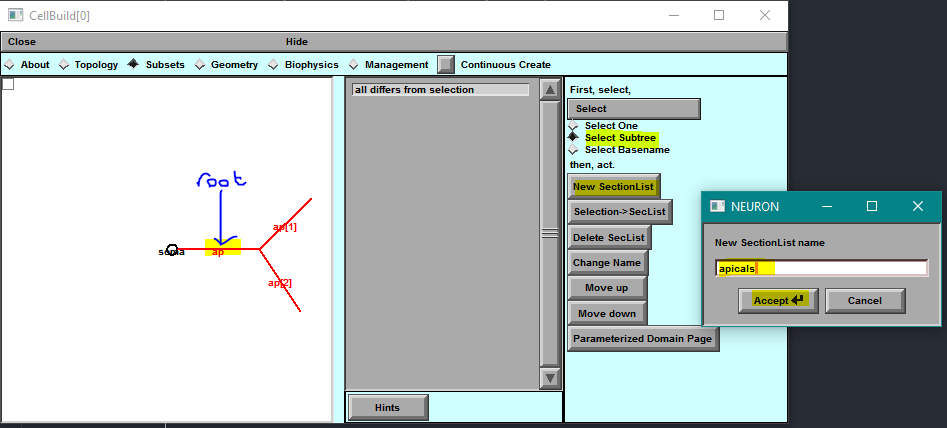 CellBuild[0]
Close Hide
About Topology Subsets Geometry Biophysics Management Continuous Create
all differs from selection
First, select,
Select
Select One
Select Subtree
Select Basename
then, act.
New SectionList
Selection->SecList
Delete SecList
Change Name
Move up
Move down
Parameterized Domain Page
Hints
root
ap[1]
soma ap
ap[2]
NEURON
New SectionList name
apicals
Accept Cancel